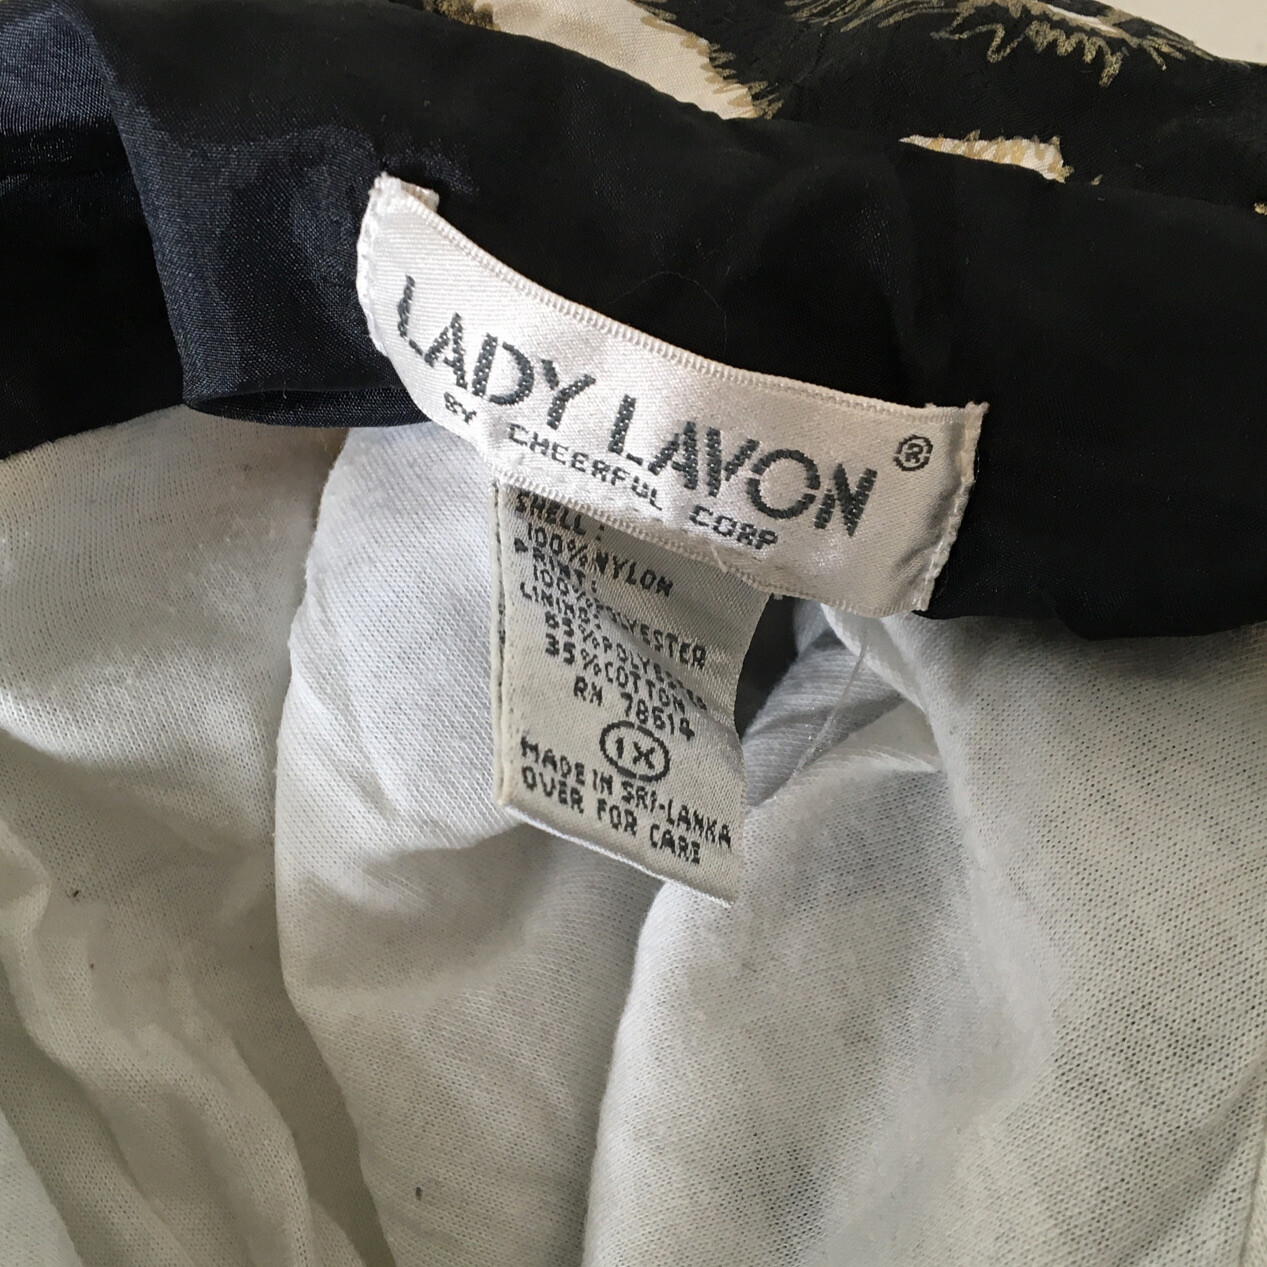 LADY LAVON ®
BY CHEERFUL CORP
SHELL:
100% NYLON
PRINT:
100% POLYESTER
LINING:
65% POLYESTER
35% COTTON
RN 78514
1X
MADE IN SRI-LANKA
OVER FOR CARE